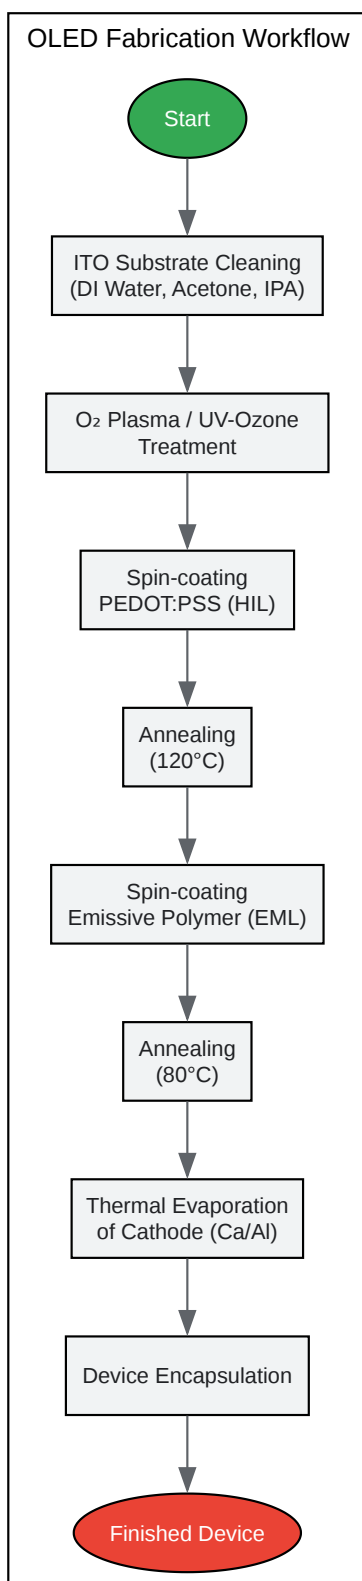 OLED Fabrication Workflow
Start
ITO Substrate Cleaning
(DI Water, Acetone, IPA)
O₂ Plasma / UV-Ozone
Treatment
Spin-coating
PEDOT:PSS (HIL)
Annealing
(120°C)
Spin-coating
Emissive Polymer (EML)
Annealing
(80°C)
Thermal Evaporation
of Cathode (Ca/Al)
Device Encapsulation
Finished Device